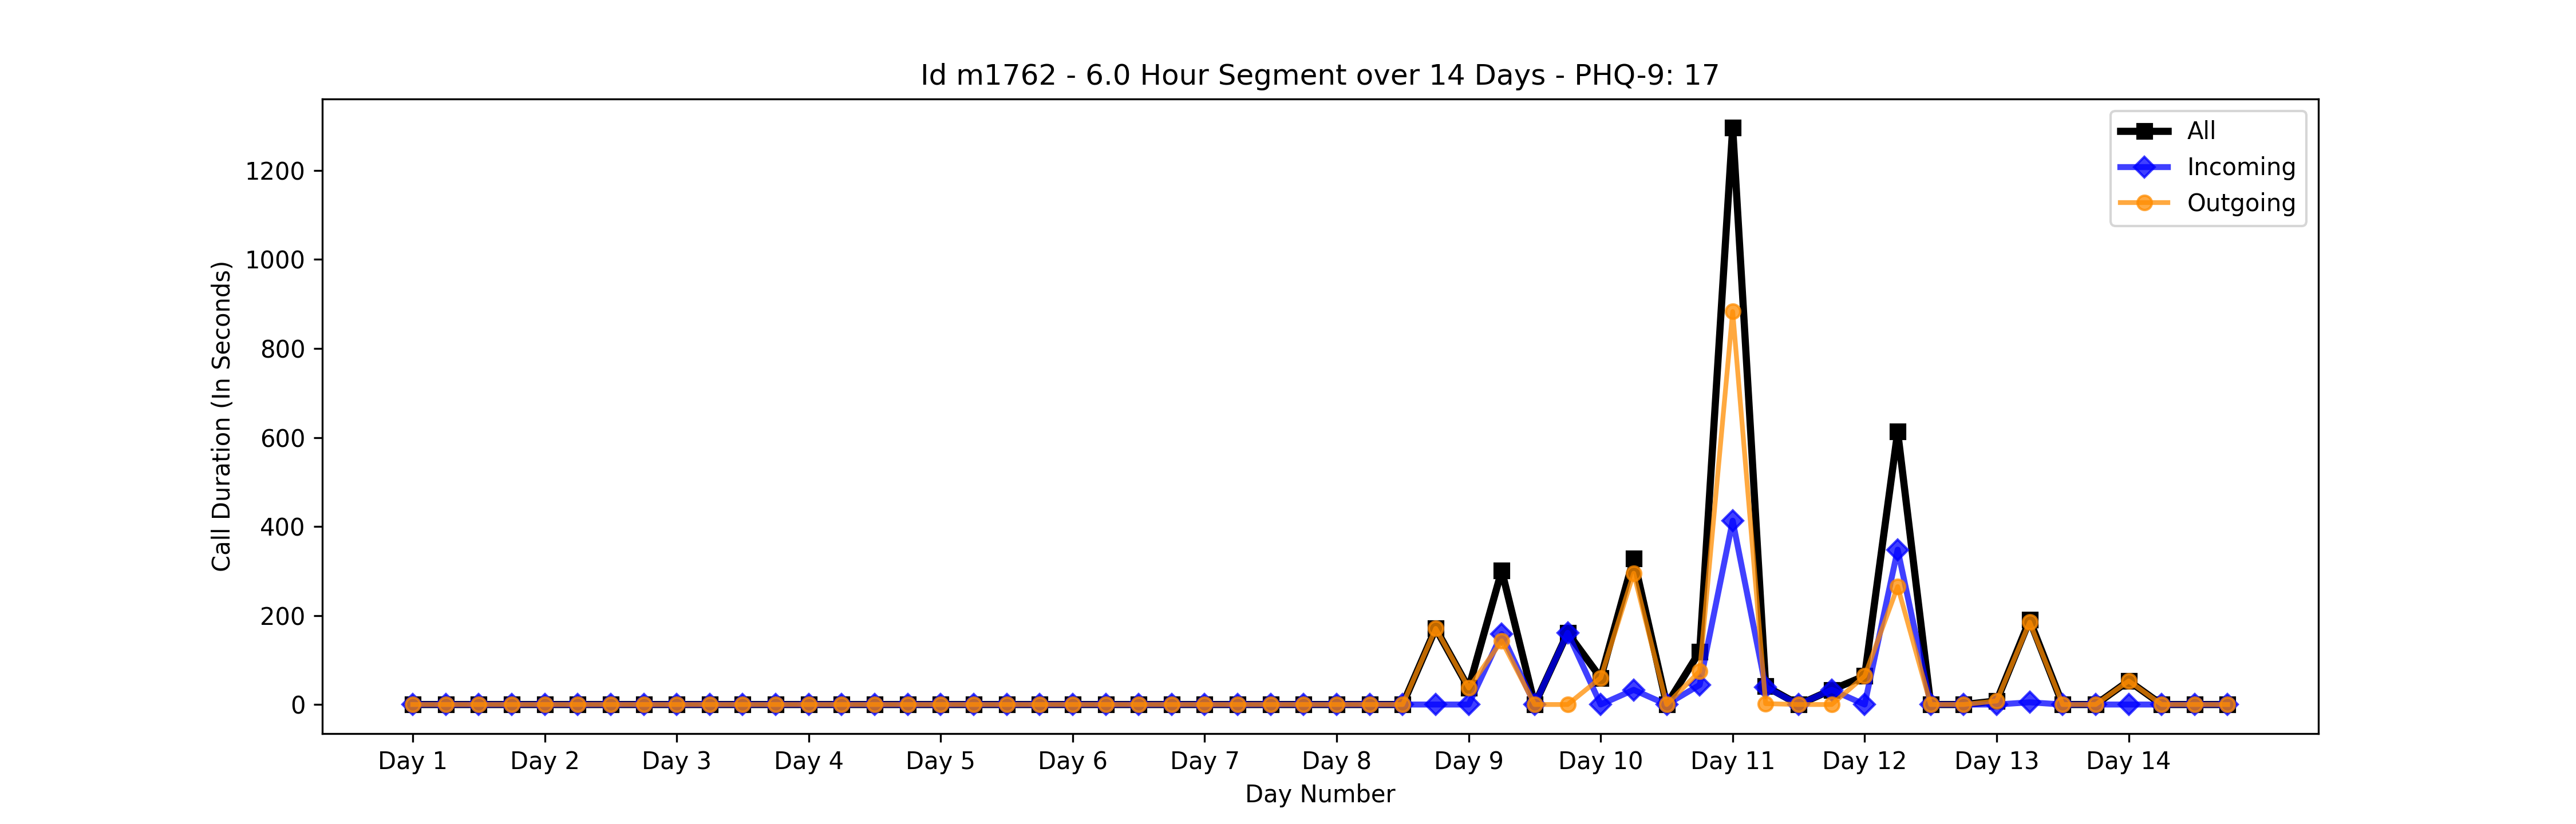 Id m1762 - 6.0 Hour Segment over 14 Days - PHQ-9: 17
All
Incoming
Outgoing
Call Duration (In Seconds)
1200
1000
800
600
400
200
0
Day 1 Day 2 Day 3 Day 4 Day 5 Day 6 Day 7 Day 8 Day 9 Day 10 Day 11 Day 12 Day 13 Day 14
Day Number